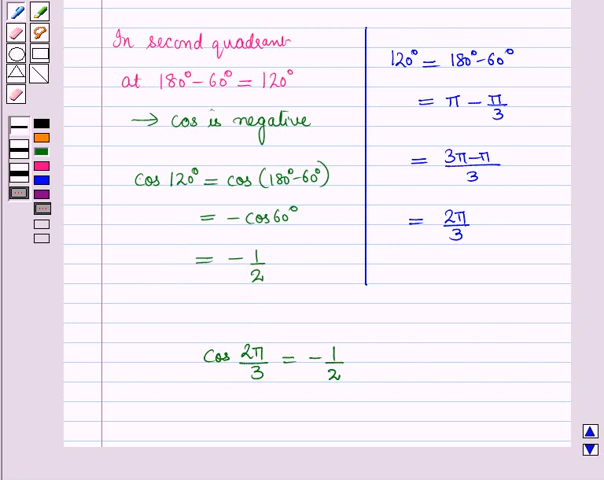 In second quadrant
at 180° − 60° = 120°
→ cos is negative
cos 120° = cos (180° − 60°)
= − cos 60°
= − 1/2
120° = 180° − 60°
= π − π/3
= 3π − π/3
= 2π/3
cos 2π/3 = − 1/2